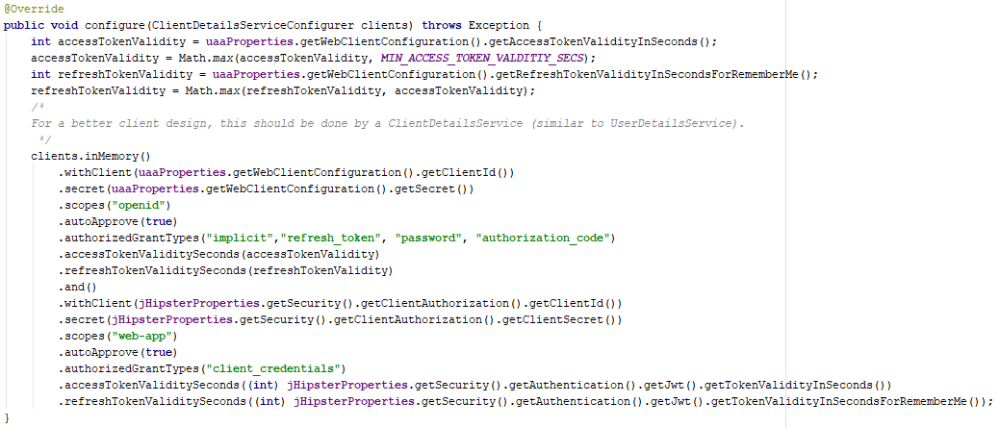 @Override
public void configure(ClientDetailsServiceConfigurer clients) throws Exception {
    int accessTokenValidity = uaaProperties.getWebClientConfiguration().getAccessTokenValidityInSeconds();
    accessTokenValidity = Math.max(accessTokenValidity, MIN_ACCESS_TOKEN_VALDITIY_SECS);
    int refreshTokenValidity = uaaProperties.getWebClientConfiguration().getRefreshTokenValidityInSecondsForRememberMe();
    refreshTokenValidity = Math.max(refreshTokenValidity, accessTokenValidity);
    /*
    For a better client design, this should be done by a ClientDetailsService (similar to UserDetailsService).
     */
    clients.inMemory()
        .withClient(uaaProperties.getWebClientConfiguration().getClientId())
        .secret(uaaProperties.getWebClientConfiguration().getSecret())
        .scopes("openid")
        .autoApprove(true)
        .authorizedGrantTypes("implicit","refresh_token", "password", "authorization_code")
        .accessTokenValiditySeconds(accessTokenValidity)
        .refreshTokenValiditySeconds(refreshTokenValidity)
        .and()
        .withClient(jHipsterProperties.getSecurity().getClientAuthorization().getClientId())
        .secret(jHipsterProperties.getSecurity().getClientAuthorization().getClientSecret())
        .scopes("web-app")
        .autoApprove(true)
        .authorizedGrantTypes("client_credentials")
        .accessTokenValiditySeconds((int) jHipsterProperties.getSecurity().getAuthentication().getJwt().getTokenValidityInSeconds())
        .refreshTokenValiditySeconds((int) jHipsterProperties.getSecurity().getAuthentication().getJwt().getTokenValidityInSecondsForRememberMe());
}